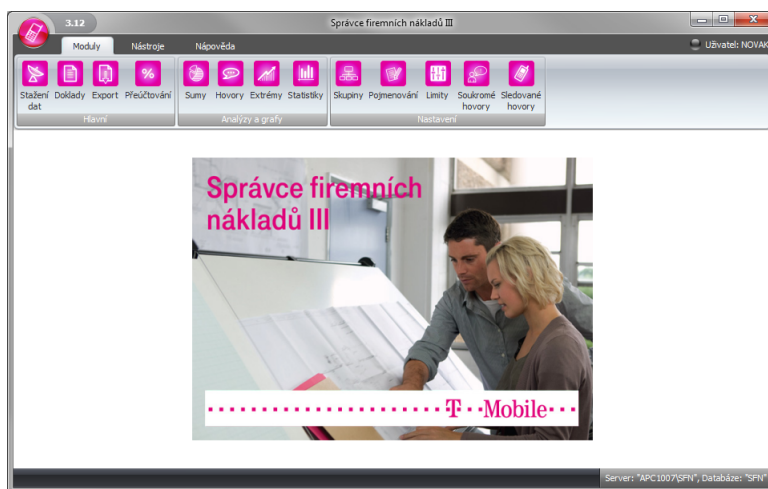 3.12
Správce firemních nákladů III
Moduly Nástroje Nápověda
Uživatel: NOVAK
Stažení dat Doklady Export Přeúčtování Sumy Hovory Extrémy Statistiky Skupiny Pojmenování Limity Soukromé hovory Sledované hovory
Hlavní Analýzy a grafy Nastavení
Správce firemních
nákladů III
T · · Mobile · · ·
Server: "APC1007\SFN", Databáze: "SFN"